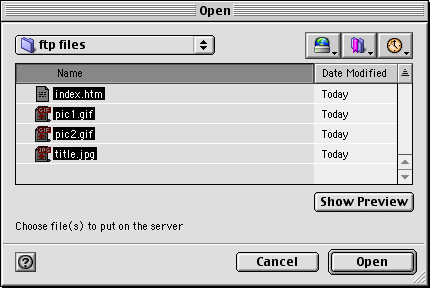 Open
ftp files
Name Date Modified
index.htm Today
pic1.gif Today
pic2.gif Today
title.jpg Today
Show Preview
Choose file(s) to put on the server
? Cancel Open